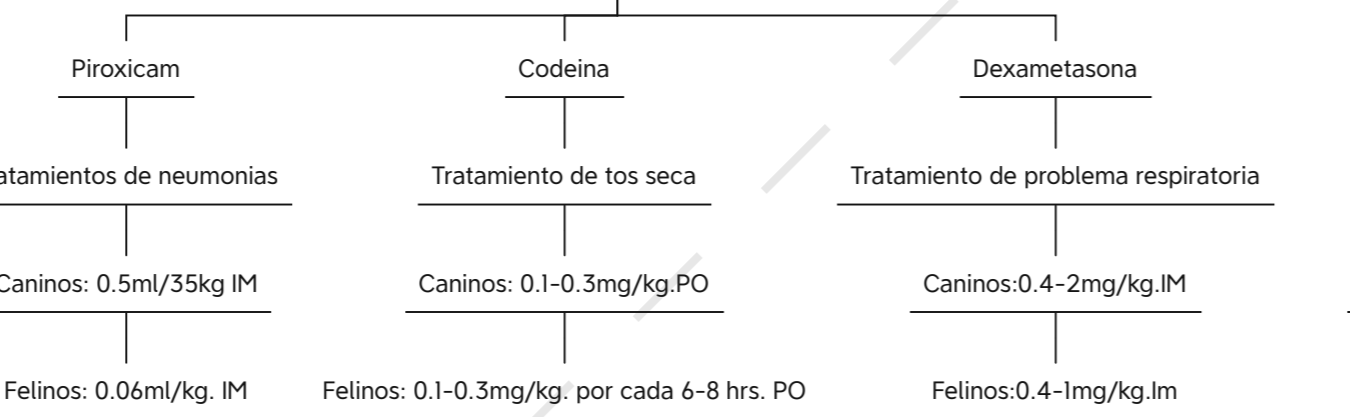 Piroxicam
Codeina
Dexametasona
atamientos de neumonias
Tratamiento de tos seca
Tratamiento de problema respiratoria
Caninos: 0.5ml/35kg IM
Caninos: 0.1-0.3mg/kg.PO
Caninos:0.4-2mg/kg.IM
Felinos: 0.06ml/kg. IM
Felinos: 0.1-0.3mg/kg. por cada 6-8 hrs. PO
Felinos:0.4-1mg/kg.Im